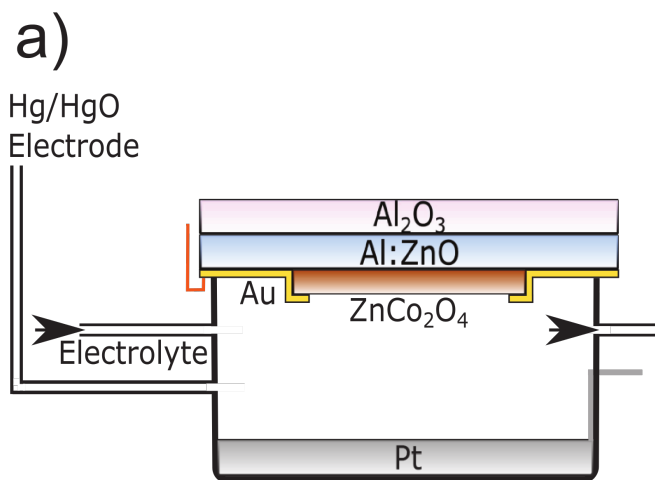 a)
Hg/HgO
Electrode
Al₂O₃
Al:ZnO
Au
ZnCo₂O₄
Electrolyte
Pt